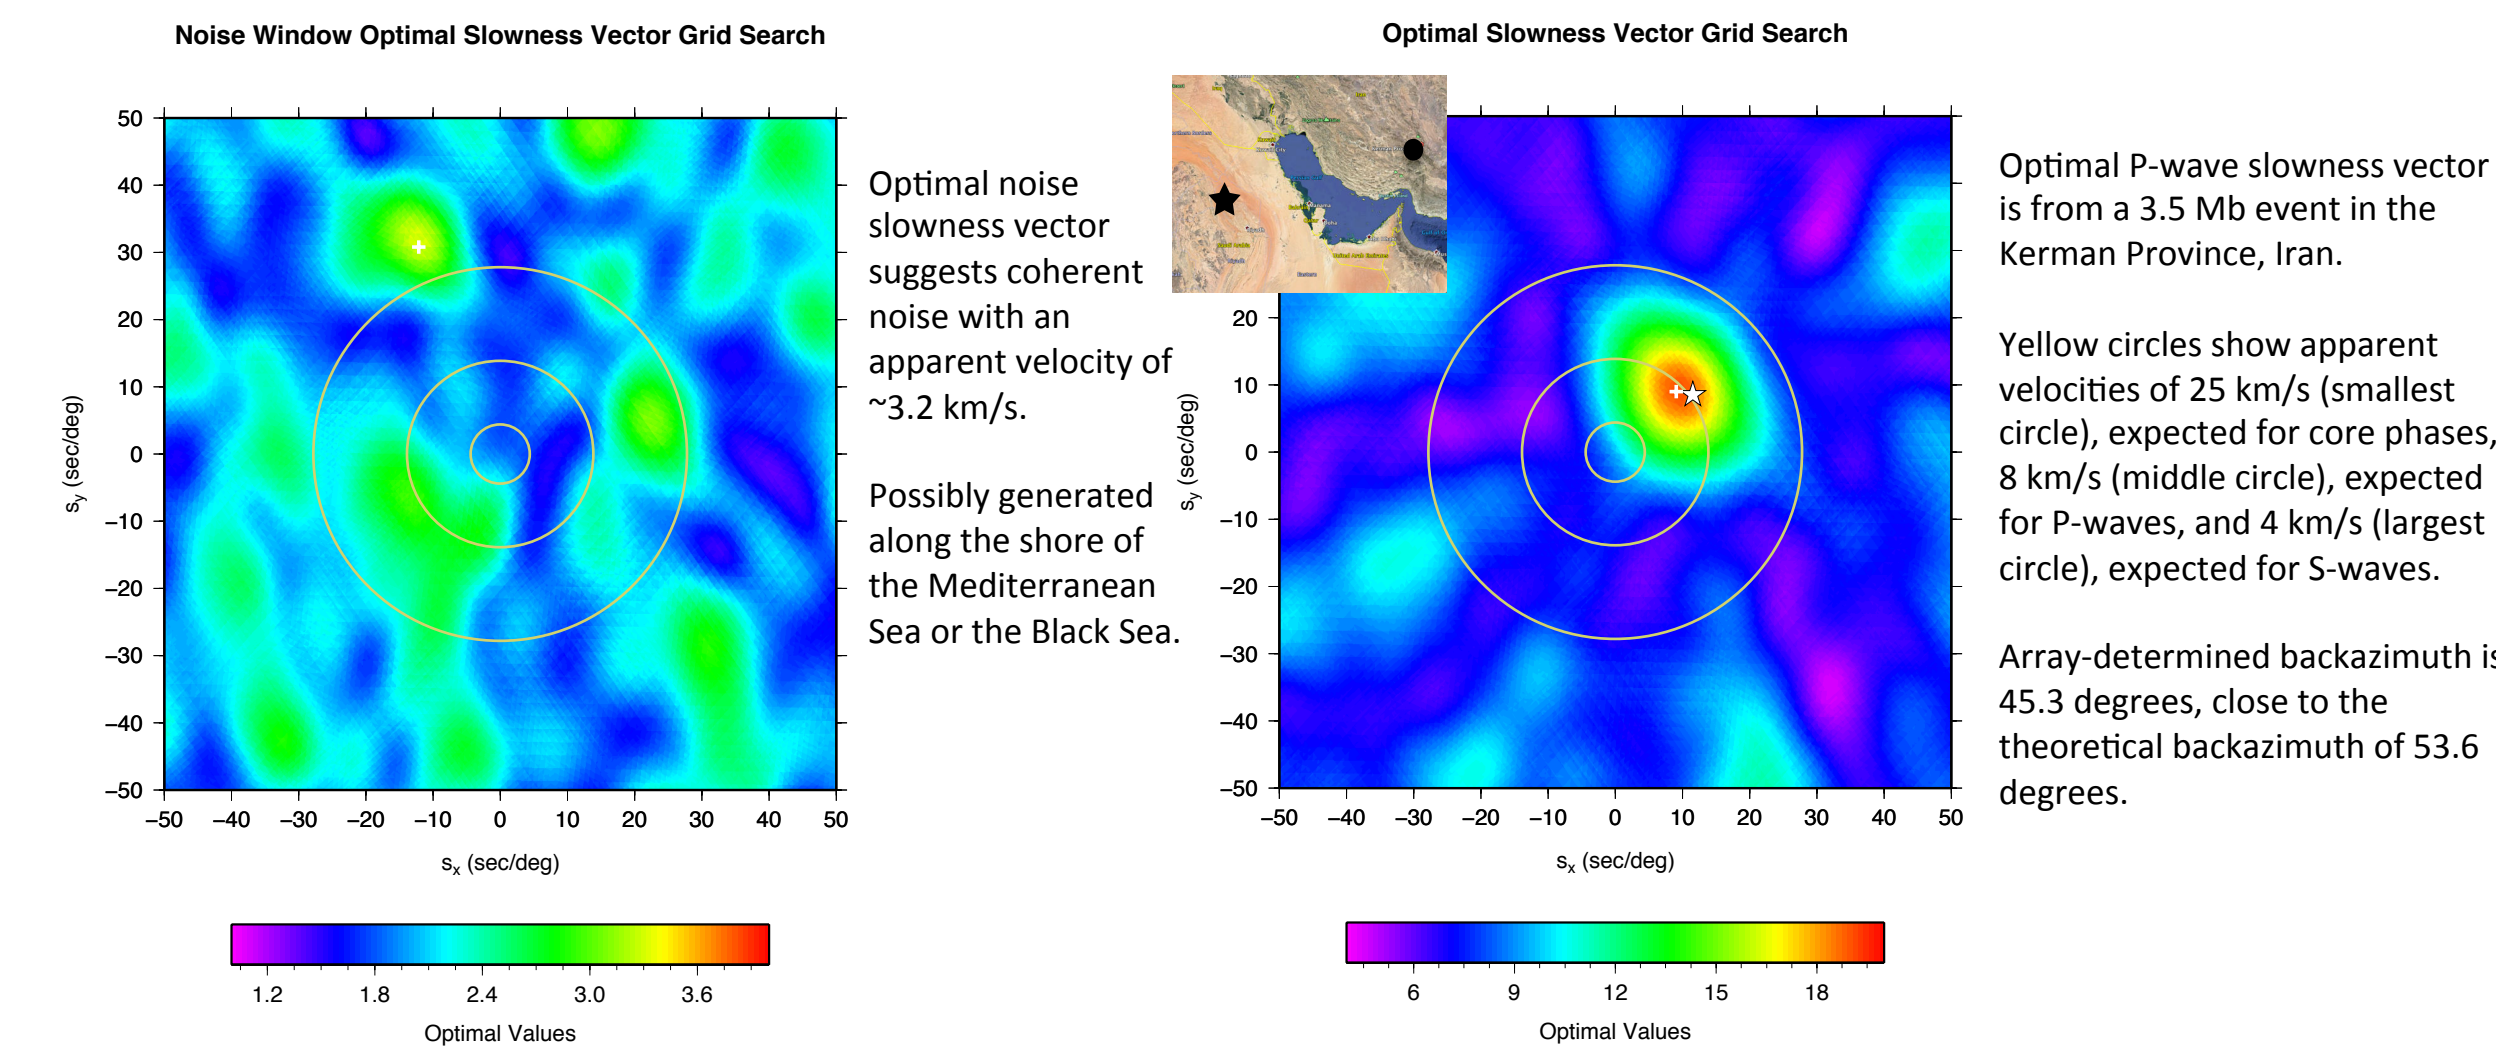 Noise Window Optimal Slowness Vector Grid Search
50
40
30
20
10
0
−10
−20
−30
−40
−50
s_y (sec/deg)
−50 −40 −30 −20 −10 0 10 20 30 40 50
s_x (sec/deg)
1.2 1.8 2.4 3.0 3.6
Optimal Values
Optimal noise
slowness vector
suggests coherent
noise with an
apparent velocity of
~3.2 km/s.
Possibly generated
along the shore of
the Mediterranean
Sea or the Black Sea.
Optimal Slowness Vector Grid Search
20
10
0
−10
−20
−30
−40
−50
s_y (sec/deg)
−50 −40 −30 −20 −10 0 10 20 30 40 50
s_x (sec/deg)
6 9 12 15 18
Optimal Values
Optimal P-wave slowness vector
is from a 3.5 Mb event in the
Kerman Province, Iran.
Yellow circles show apparent
velocities of 25 km/s (smallest
circle), expected for core phases,
8 km/s (middle circle), expected
for P-waves, and 4 km/s (largest
circle), expected for S-waves.
Array-determined backazimuth is
45.3 degrees, close to the
theoretical backazimuth of 53.6
degrees.
United Arab Emirates